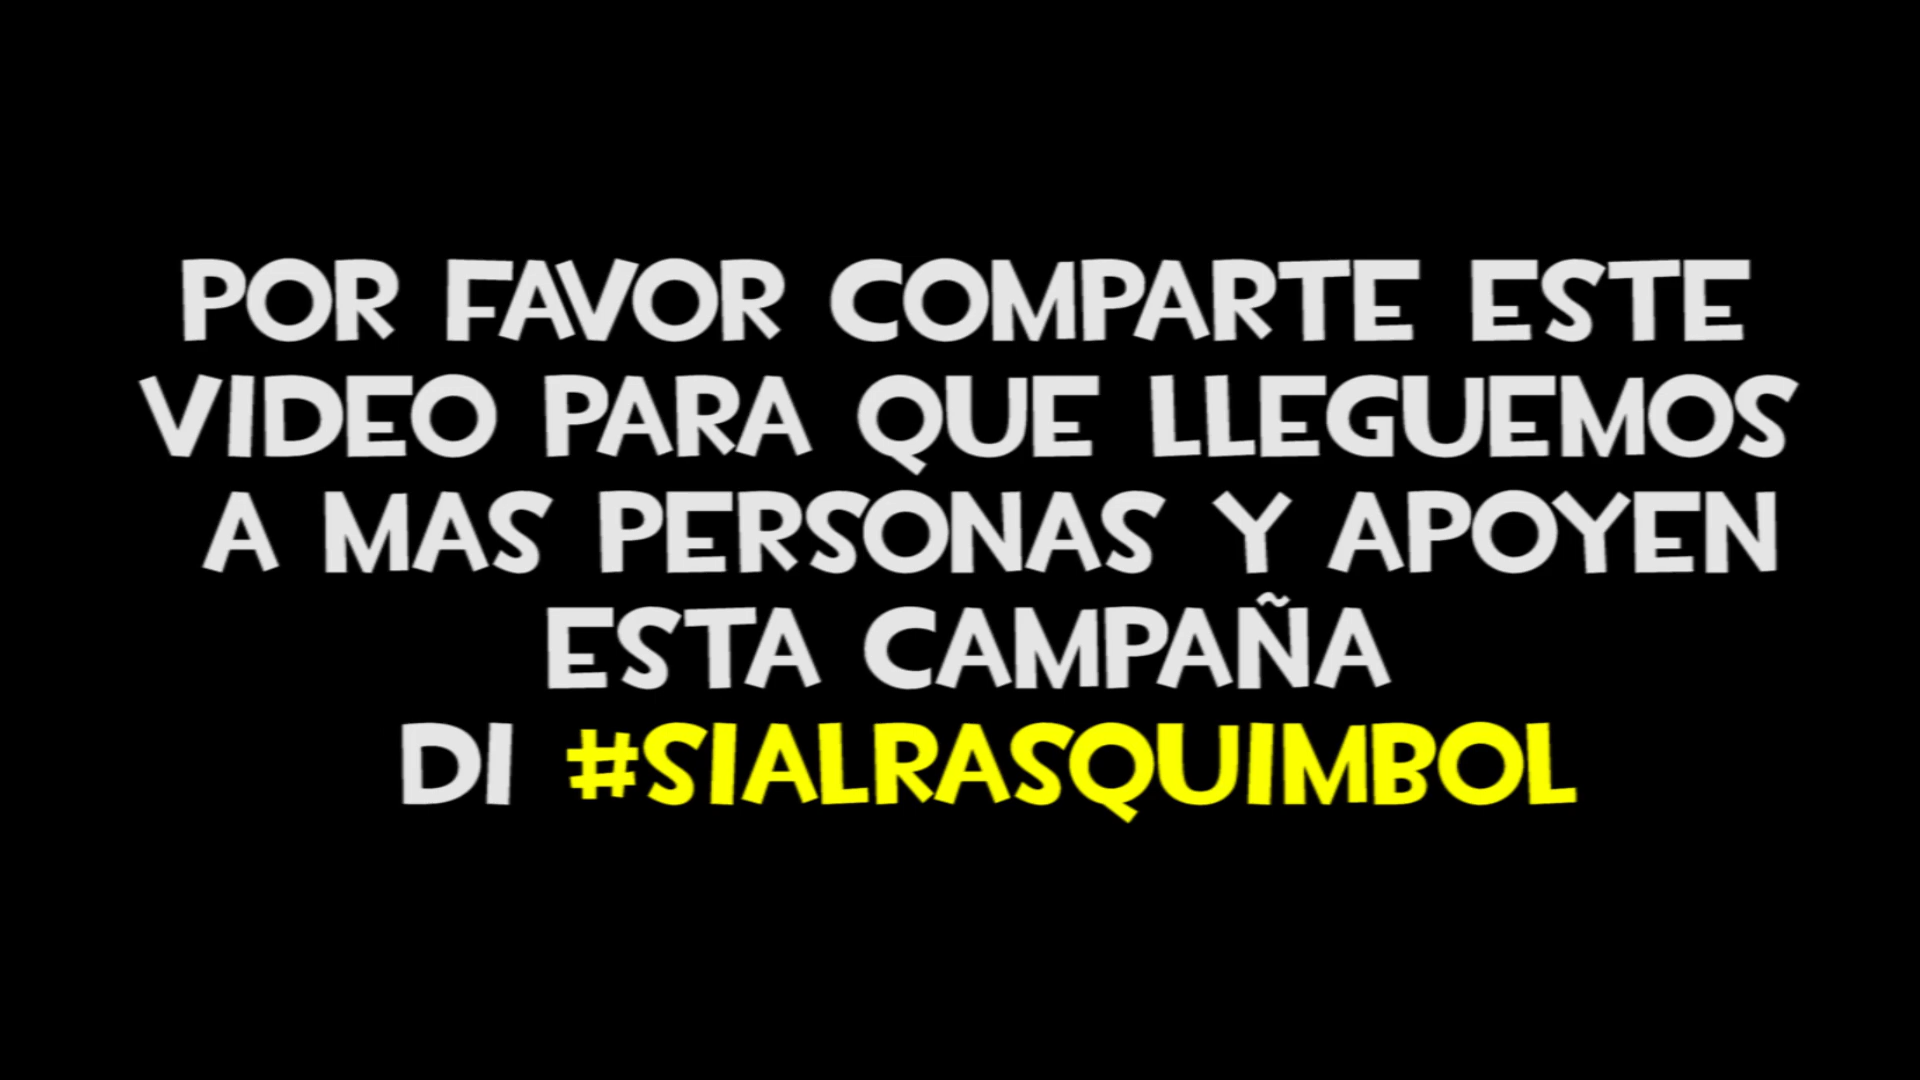 POR FAVOR COMPARTE ESTE
VIDEO PARA QUE LLEGUEMOS
A MAS PERSONAS Y APOYEN
ESTA CAMPAÑA
DI #SIALRASQUIMBOL